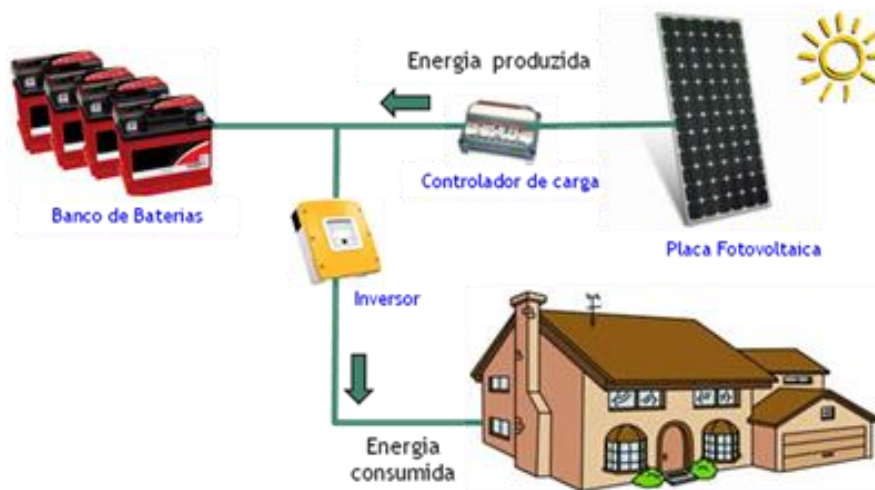 Energia produzida
Controlador de carga
Banco de Baterias
Placa Fotovoltaica
Inversor
Energia
consumida